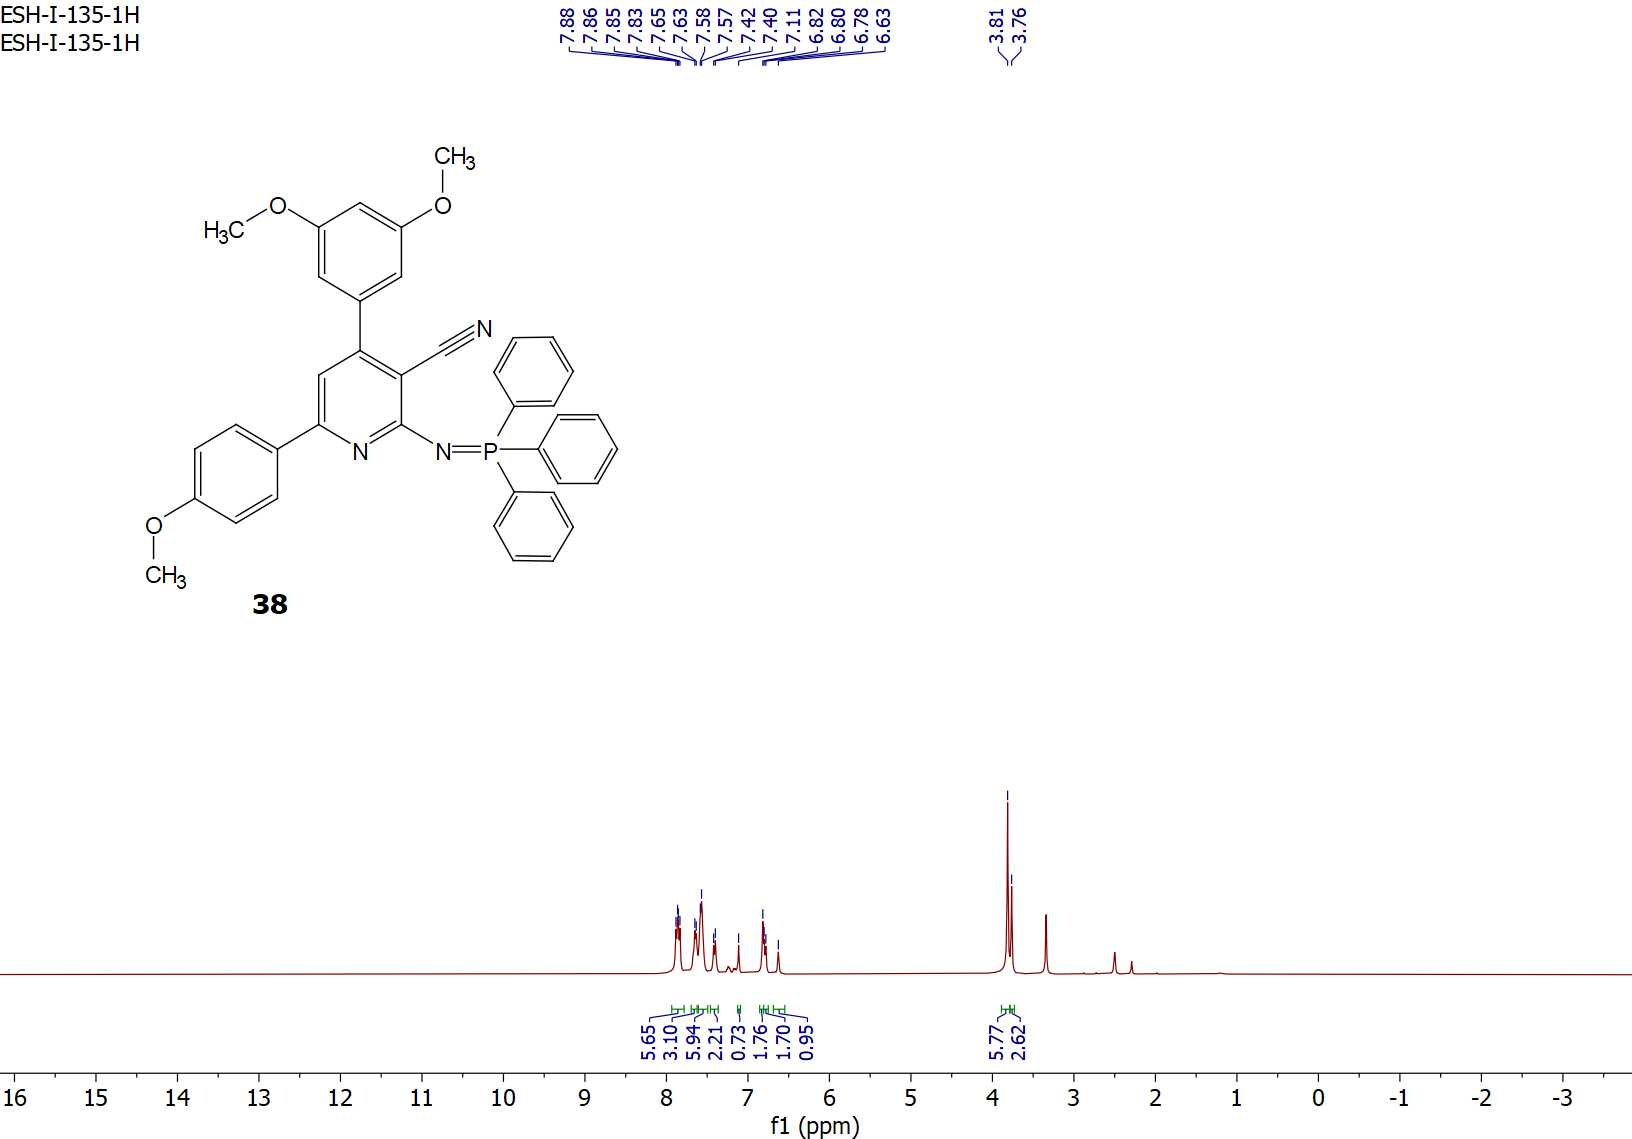 ESH-I-135-1H
ESH-I-135-1H
7.88
7.86
7.85
7.83
7.65
7.63
7.58
7.57
7.42
7.40
7.11
6.82
6.80
6.78
6.63
3.81
3.76
CH3
O
O
H3C
N
N
N
P
O
CH3
38
5.65
3.10
5.94
2.21
0.73
1.76
1.70
0.95
5.77
2.62
16 15 14 13 12 11 10 9 8 7 6 5 4 3 2 1 0 -1 -2 -3
f1 (ppm)